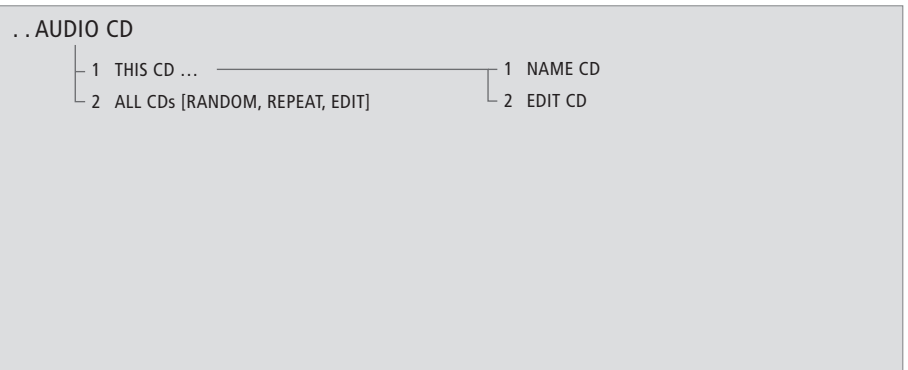 . . AUDIO CD
1 THIS CD ... 1 NAME CD
2 ALL CDs [RANDOM, REPEAT, EDIT] 2 EDIT CD